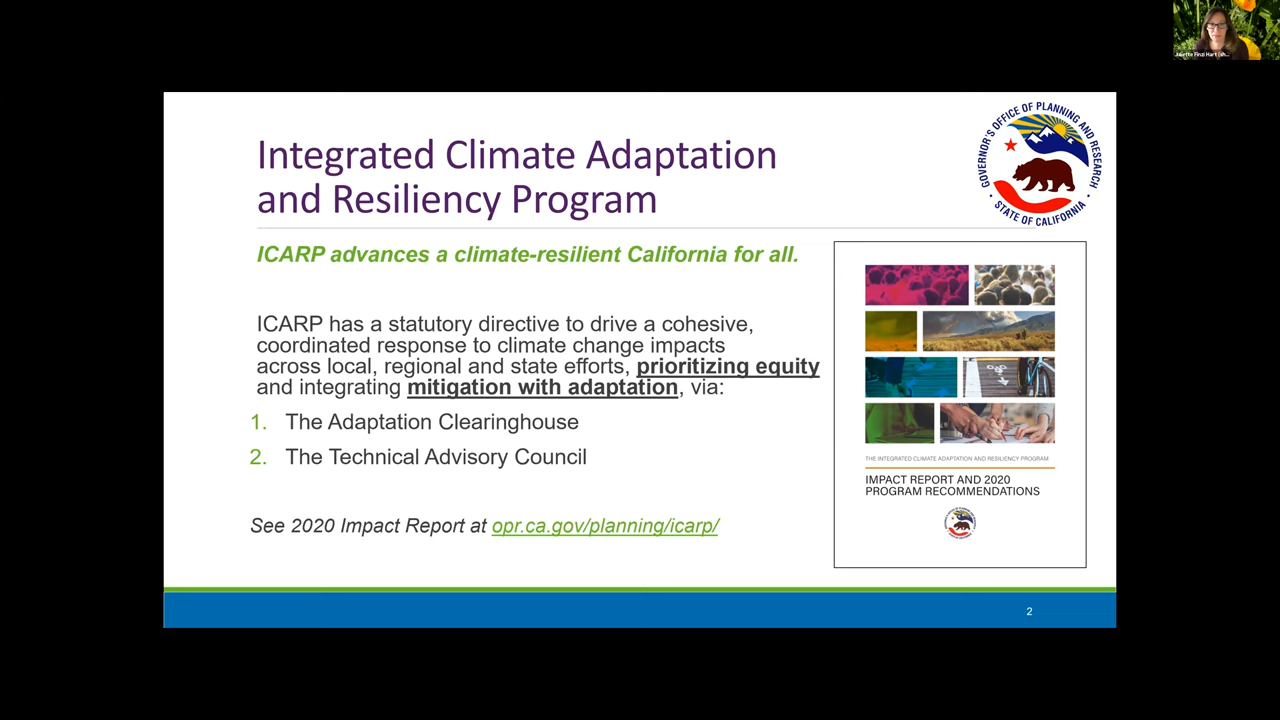 Juliette Finzi Hart (sh...
Integrated Climate Adaptation
and Resiliency Program
GOVERNOR'S OFFICE OF PLANNING AND RESEARCH
• STATE OF CALIFORNIA •
ICARP advances a climate-resilient California for all.
ICARP has a statutory directive to drive a cohesive,
coordinated response to climate change impacts
across local, regional and state efforts, prioritizing equity
and integrating mitigation with adaptation, via:
1. The Adaptation Clearinghouse
2. The Technical Advisory Council
See 2020 Impact Report at opr.ca.gov/planning/icarp/
THE INTEGRATED CLIMATE ADAPTATION AND RESILIENCY PROGRAM
IMPACT REPORT AND 2020
PROGRAM RECOMMENDATIONS
2